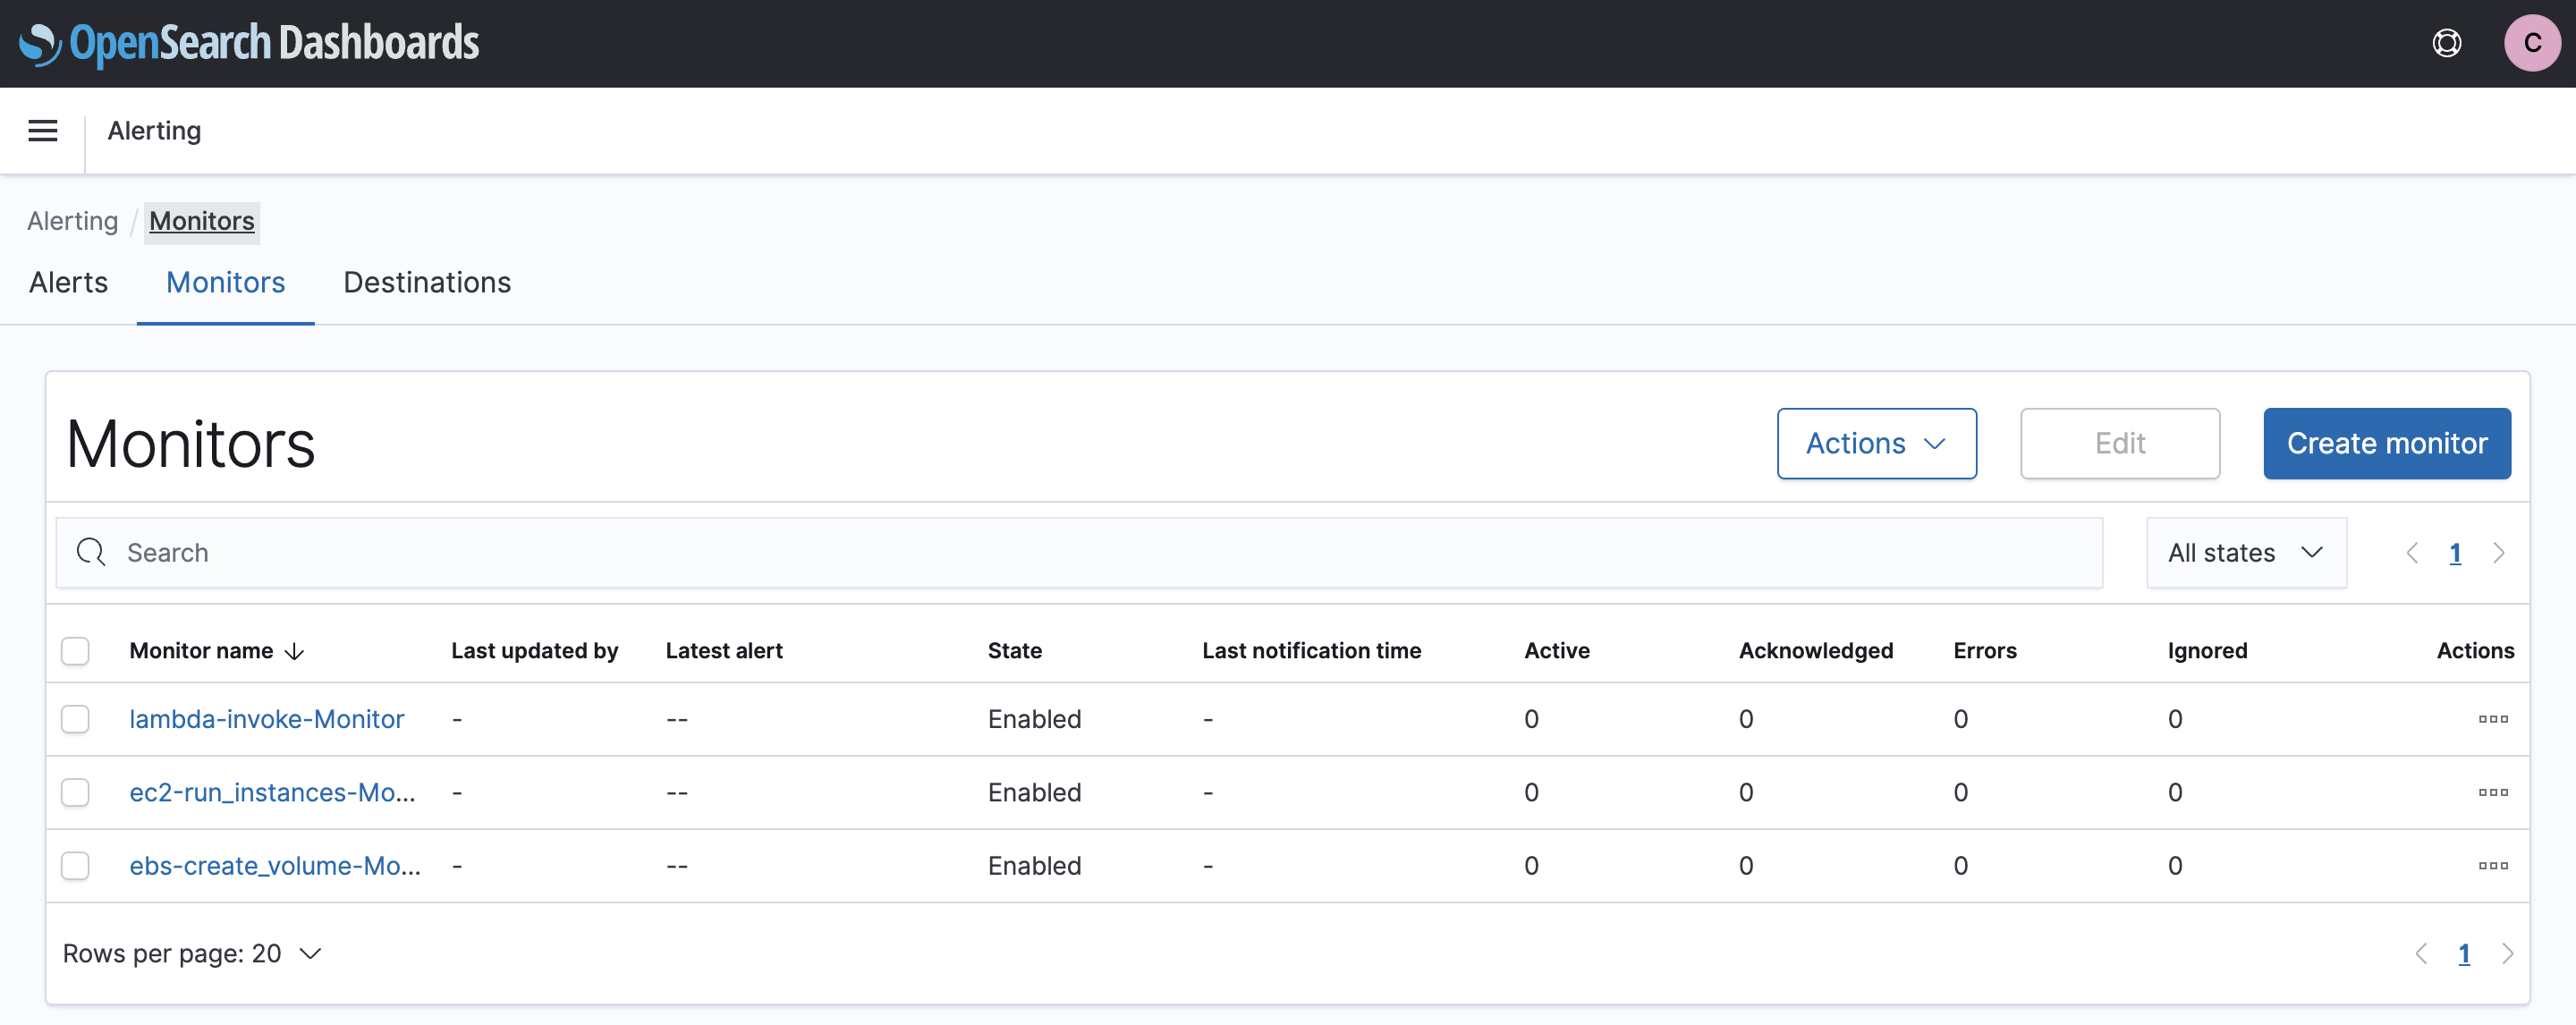 OpenSearch Dashboards
C
Alerting
Alerting / Monitors
Alerts Monitors Destinations
Monitors
Actions Edit Create monitor
Search All states 1
Monitor name Last updated by Latest alert State Last notification time Active Acknowledged Errors Ignored Actions
lambda-invoke-Monitor - -- Enabled - 0 0 0 0
ec2-run_instances-Mo... - -- Enabled - 0 0 0 0
ebs-create_volume-Mo... - -- Enabled - 0 0 0 0
Rows per page: 20 1